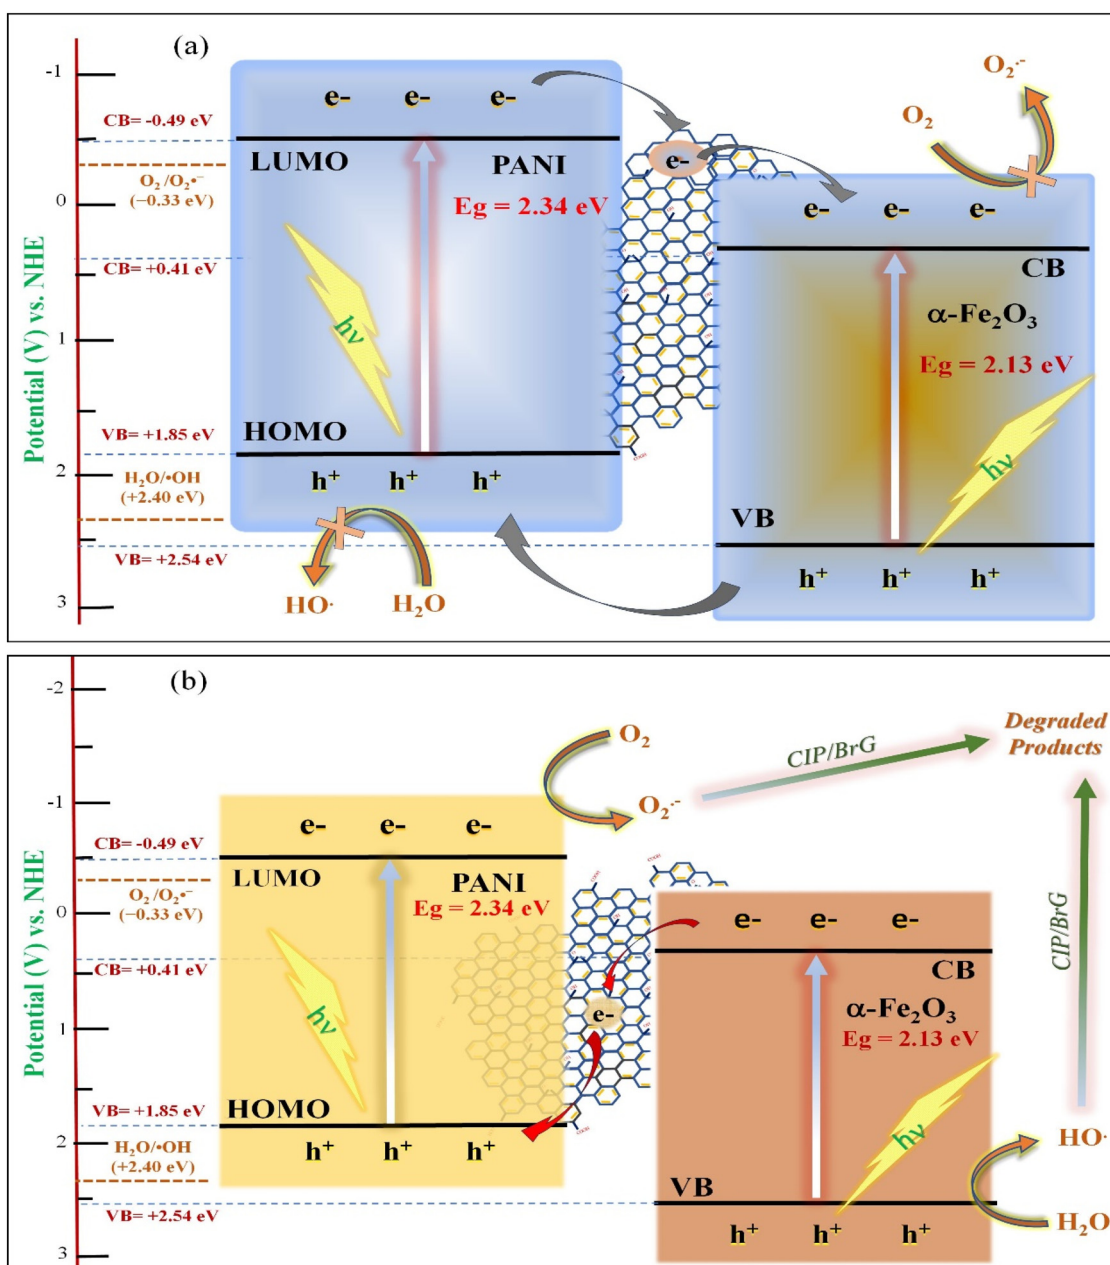 (a)
Potential (V) vs. NHE
-1
0
1
2
3
CB= -0.49 eV
O₂/O₂•⁻
(−0.33 eV)
CB= +0.41 eV
VB= +1.85 eV
H₂O/•OH
(+2.40 eV)
VB= +2.54 eV
e- e- e-
LUMO PANI
Eg = 2.34 eV
hν
HOMO
h⁺ h⁺ h⁺
HO· H₂O
e-
COOH
O₂ O₂·⁻
e- e- e-
CB
α-Fe₂O₃
Eg = 2.13 eV
hν
VB
h⁺ h⁺ h⁺
(b)
Potential (V) vs. NHE
-2
-1
0
1
2
3
CB= -0.49 eV
O₂/O₂•⁻
(−0.33 eV)
CB= +0.41 eV
VB= +1.85 eV
H₂O/•OH
(+2.40 eV)
VB= +2.54 eV
O₂
O₂·⁻
CIP/BrG
Degraded
Products
e- e- e-
LUMO PANI
Eg = 2.34 eV
hν
HOMO
h⁺ h⁺ h⁺
COOH
e-
COOH
e- e- e-
CB
α-Fe₂O₃
Eg = 2.13 eV
hν
VB
h⁺ h⁺ h⁺
CIP/BrG
HO·
H₂O